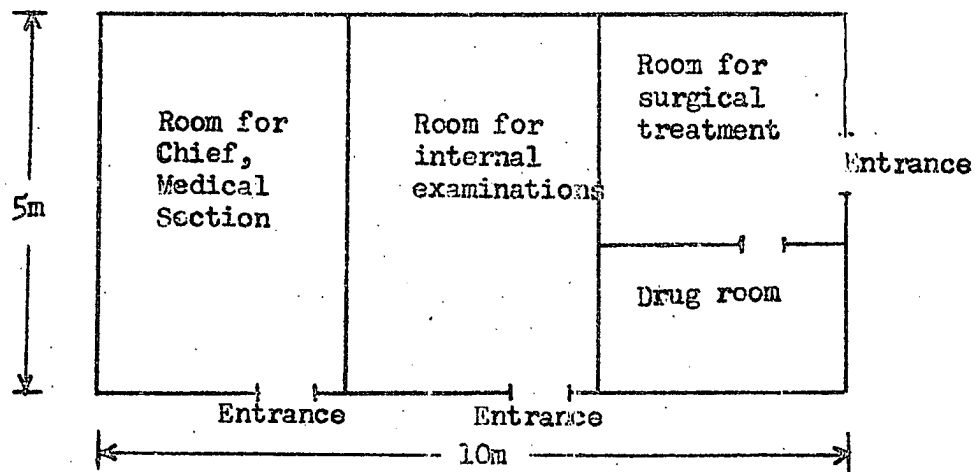 Room for
Chief,
Medical
Section
Room for
internal
examinations
Room for
surgical
treatment
Entrance
5m
Drug room
Entrance
Entrance
10m